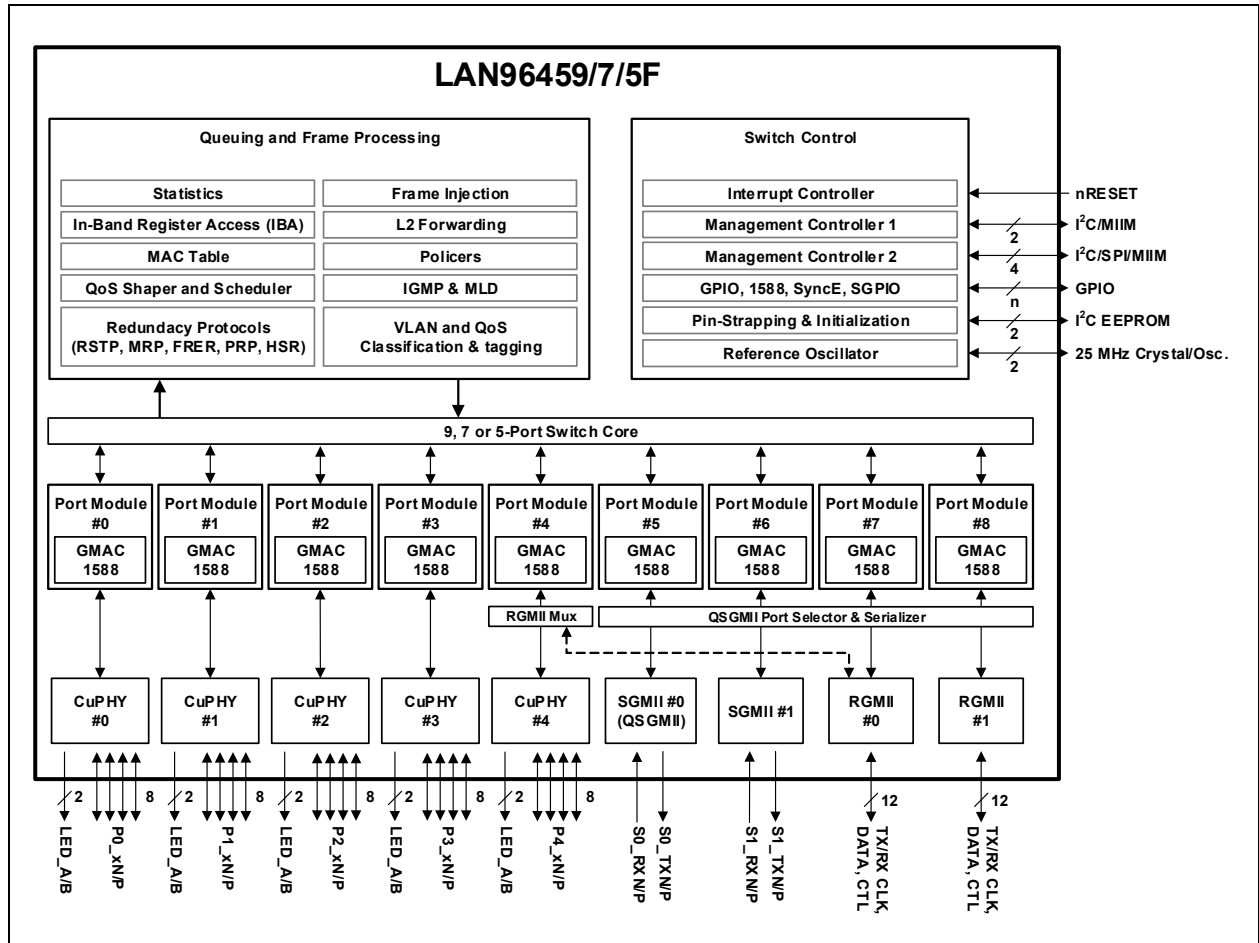 LAN96459/7/5F
Queuing and Frame Processing
Statistics
Frame Injection
In-Band Register Access (IBA)
L2 Forwarding
MAC Table
Policers
QoS Shaper and Scheduler
IGMP & MLD
Redundacy Protocols
(RSTP, MRP, FRER, PRP, HSR)
VLAN and QoS
Classification & tagging
Switch Control
Interrupt Controller
nRESET
Management Controller 1
2
I²C/MIIM
Management Controller 2
4
I²C/SPI/MIIM
GPIO, 1588, SyncE, SGPIO
n
GPIO
Pin-Strapping & Initialization
2
I²C EEPROM
Reference Oscillator
2
25 MHz Crystal/Osc.
9, 7 or 5-Port Switch Core
Port Module
#0
GMAC
1588
Port Module
#1
GMAC
1588
Port Module
#2
GMAC
1588
Port Module
#3
GMAC
1588
Port Module
#4
GMAC
1588
Port Module
#5
GMAC
1588
Port Module
#6
GMAC
1588
Port Module
#7
GMAC
1588
Port Module
#8
GMAC
1588
RGMII Mux
QSGMII Port Selector & Serializer
CuPHY
#0
CuPHY
#1
CuPHY
#2
CuPHY
#3
CuPHY
#4
SGMII #0
(QSGMII)
SGMII #1
RGMII
#0
RGMII
#1
2
8
2
8
2
8
2
8
2
8
12
12
LED_A/B
P0_xN/P
LED_A/B
P1_xN/P
LED_A/B
P2_xN/P
LED_A/B
P3_xN/P
LED_A/B
P4_xN/P
S0_RXN/P
S0_TXN/P
S1_RXN/P
S1_TXN/P
TX/RX CLK,
DATA, CTL
TX/RX CLK,
DATA, CTL